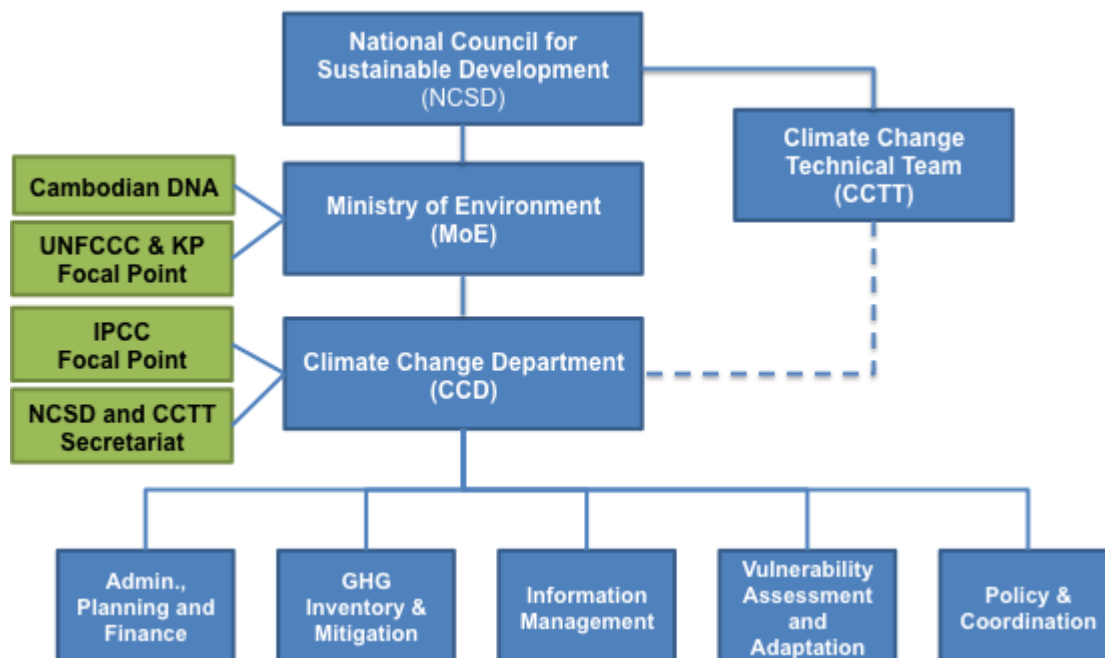 National Council for
Sustainable Development
(NCSD)
Climate Change
Technical Team
(CCTT)
Cambodian DNA
Ministry of Environment
(MoE)
UNFCCC & KP
Focal Point
IPCC
Focal Point
Climate Change Department
(CCD)
NCSD and CCTT
Secretariat
Admin.,
Planning and
Finance
GHG
Inventory &
Mitigation
Information
Management
Vulnerability
Assessment
and
Adaptation
Policy &
Coordination